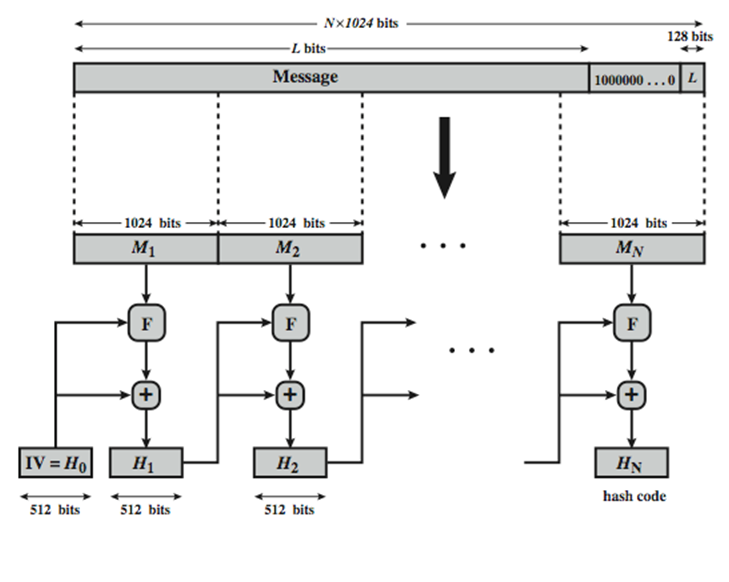 N×1024 bits
L bits
128 bits
Message
1000000 . . . 0
L
1024 bits
1024 bits
1024 bits
M1
M2
. . .
MN
F
F
F
. . .
+
+
+
IV = H0
H1
H2
HN
hash code
512 bits
512 bits
512 bits